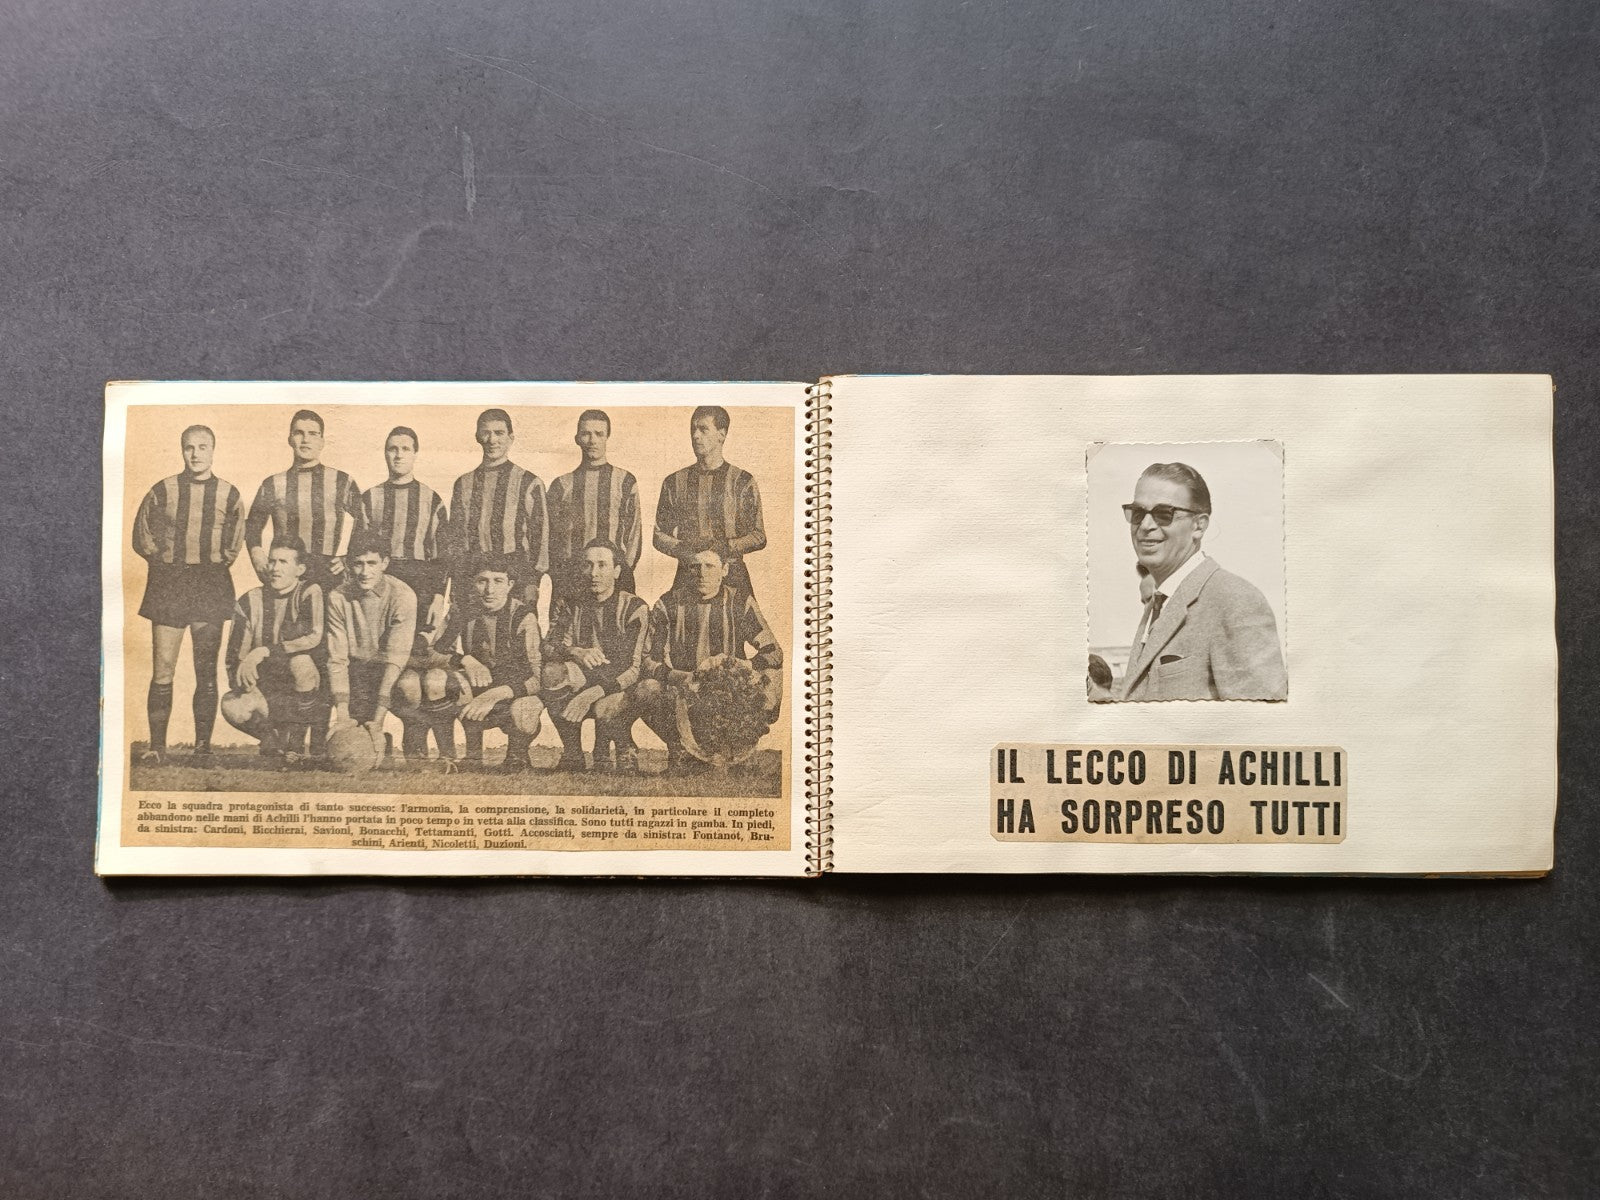 Ecco la squadra protagonista di tanto successo: l'armonia, la comprensione, la solidarietà, in particolare il completo
abbandono nelle mani di Achilli l'hanno portata in poco tempo in vetta alla classifica. Sono tutti ragazzi in gamba. In piedi,
da sinistra: Cardoni, Bicchierai, Savioni, Bonacchi, Tettamanti, Gotti. Accosciati, sempre da sinistra: Fontanot, Bru-
schini, Arienti, Nicoletti, Duzioni.
IL LECCO DI ACHILLI
HA SORPRESO TUTTI